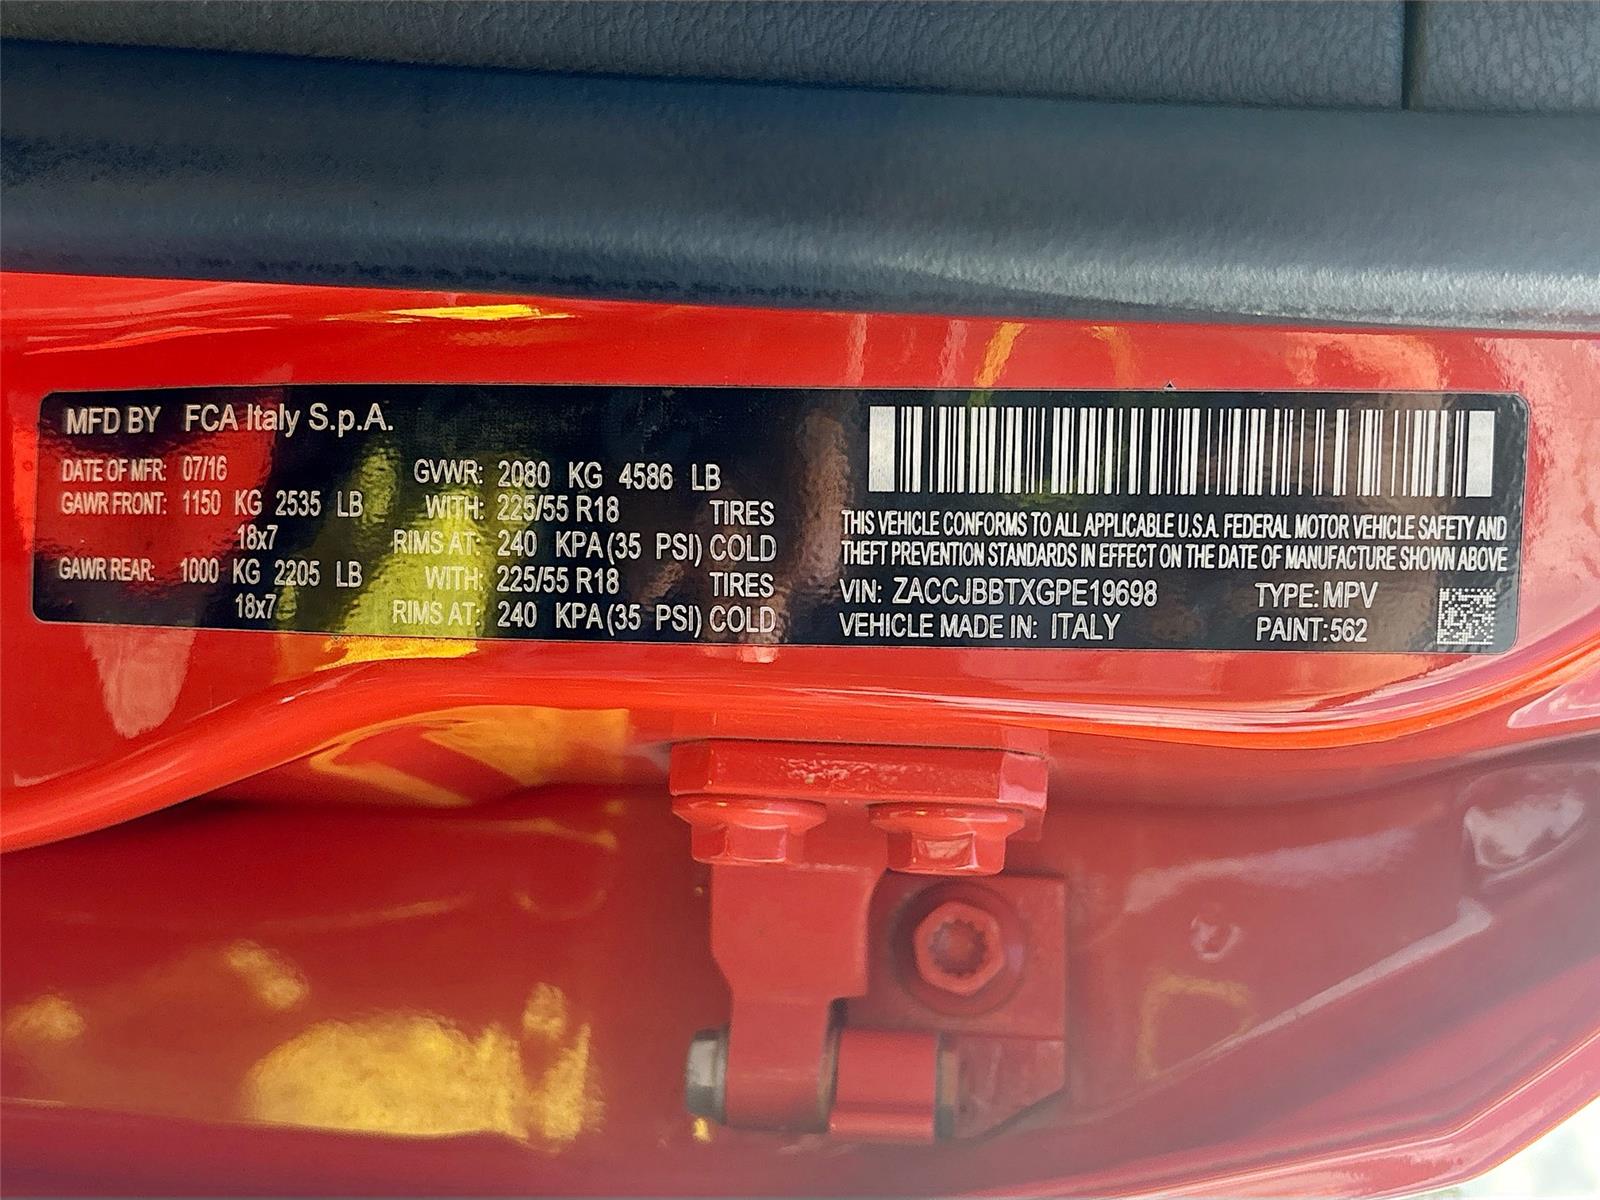 MFD BY FCA Italy S.p.A.
DATE OF MFR: 07/16 GVWR: 2080 KG 4586 LB
GAWR FRONT: 1150 KG 2535 LB WITH: 225/55 R18 TIRES
18x7 RIMS AT: 240 KPA (35 PSI) COLD
GAWR REAR: 1000 KG 2205 LB WITH: 225/55 R18 TIRES
18x7 RIMS AT: 240 KPA (35 PSI) COLD
THIS VEHICLE CONFORMS TO ALL APPLICABLE U.S.A. FEDERAL MOTOR VEHICLE SAFETY AND
THEFT PREVENTION STANDARDS IN EFFECT ON THE DATE OF MANUFACTURE SHOWN ABOVE
VIN: ZACCJBBTXGPE19698 TYPE: MPV
VEHICLE MADE IN: ITALY PAINT: 562